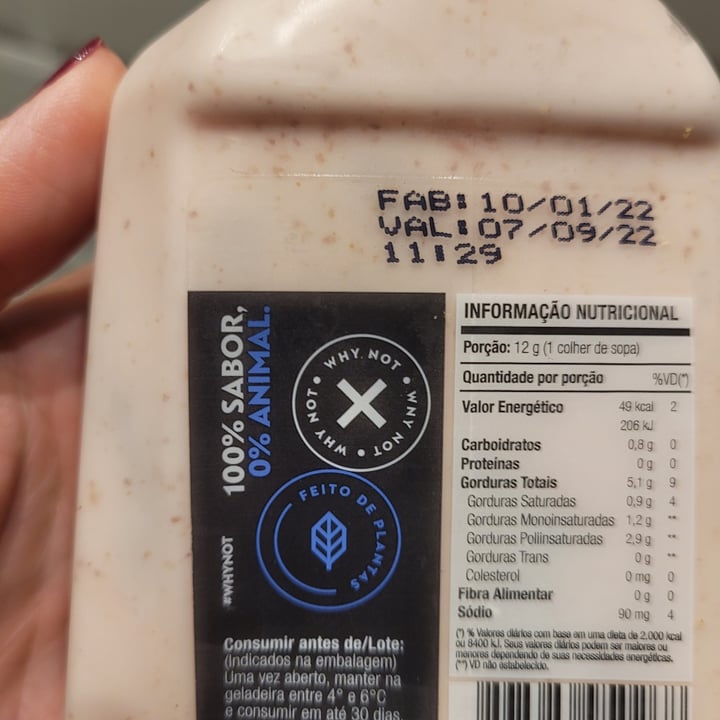 FAB: 10/01/22
VAL: 07/09/22
11:29
100% SABOR,
0% ANIMAL.
#WHYNOT
WHY NOT • WHY NOT • WHY NOT •
FEITO DE PLANTAS
Consumir antes de/Lote:
(Indicados na embalagem)
Uma vez aberto, manter na
geladeira entre 4° e 6°C
e consumir em até 30 dias.
INFORMAÇÃO NUTRICIONAL
Porção: 12 g (1 colher de sopa)
Quantidade por porção %VD(*)
Valor Energético 49 kcal 2
206 kJ
Carboidratos 0,8 g 0
Proteínas 0 g 0
Gorduras Totais 5,1 g 9
Gorduras Saturadas 0,9 g 4
Gorduras Monoinsaturadas 1,2 g **
Gorduras Poliinsaturadas 2,9 g **
Gorduras Trans 0 g **
Colesterol 0 mg 0
Fibra Alimentar 0 g 0
Sódio 90 mg 4
(*) % Valores diários com base em uma dieta de 2.000 kcal
ou 8400 kJ. Seus valores diários podem ser maiores ou
menores dependendo de suas necessidades energéticas.
(**) VD não estabelecido.